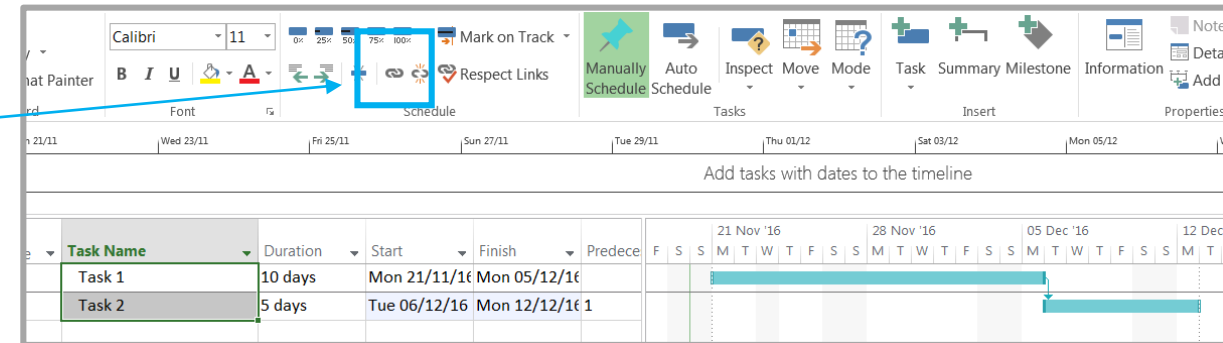 Calibri 11 0% 25% 50% 75% 100% Mark on Track Note
Manually Schedule Auto Schedule Inspect Move Mode Task Summary Milestone Information Deta
hat Painter B I U A Respect Links Add
rd Font Schedule Tasks Insert Properties
21/11 Wed 23/11 Fri 25/11 Sun 27/11 Tue 29/11 Thu 01/12 Sat 03/12 Mon 05/12
Add tasks with dates to the timeline
21 Nov '16 28 Nov '16 05 Dec '16 12 Dec
Task Name Duration Start Finish Predece F S S M T W T F S S M T W T F S S M T W T F S S M T
Task 1 10 days Mon 21/11/16 Mon 05/12/16
Task 2 5 days Tue 06/12/16 Mon 12/12/16 1